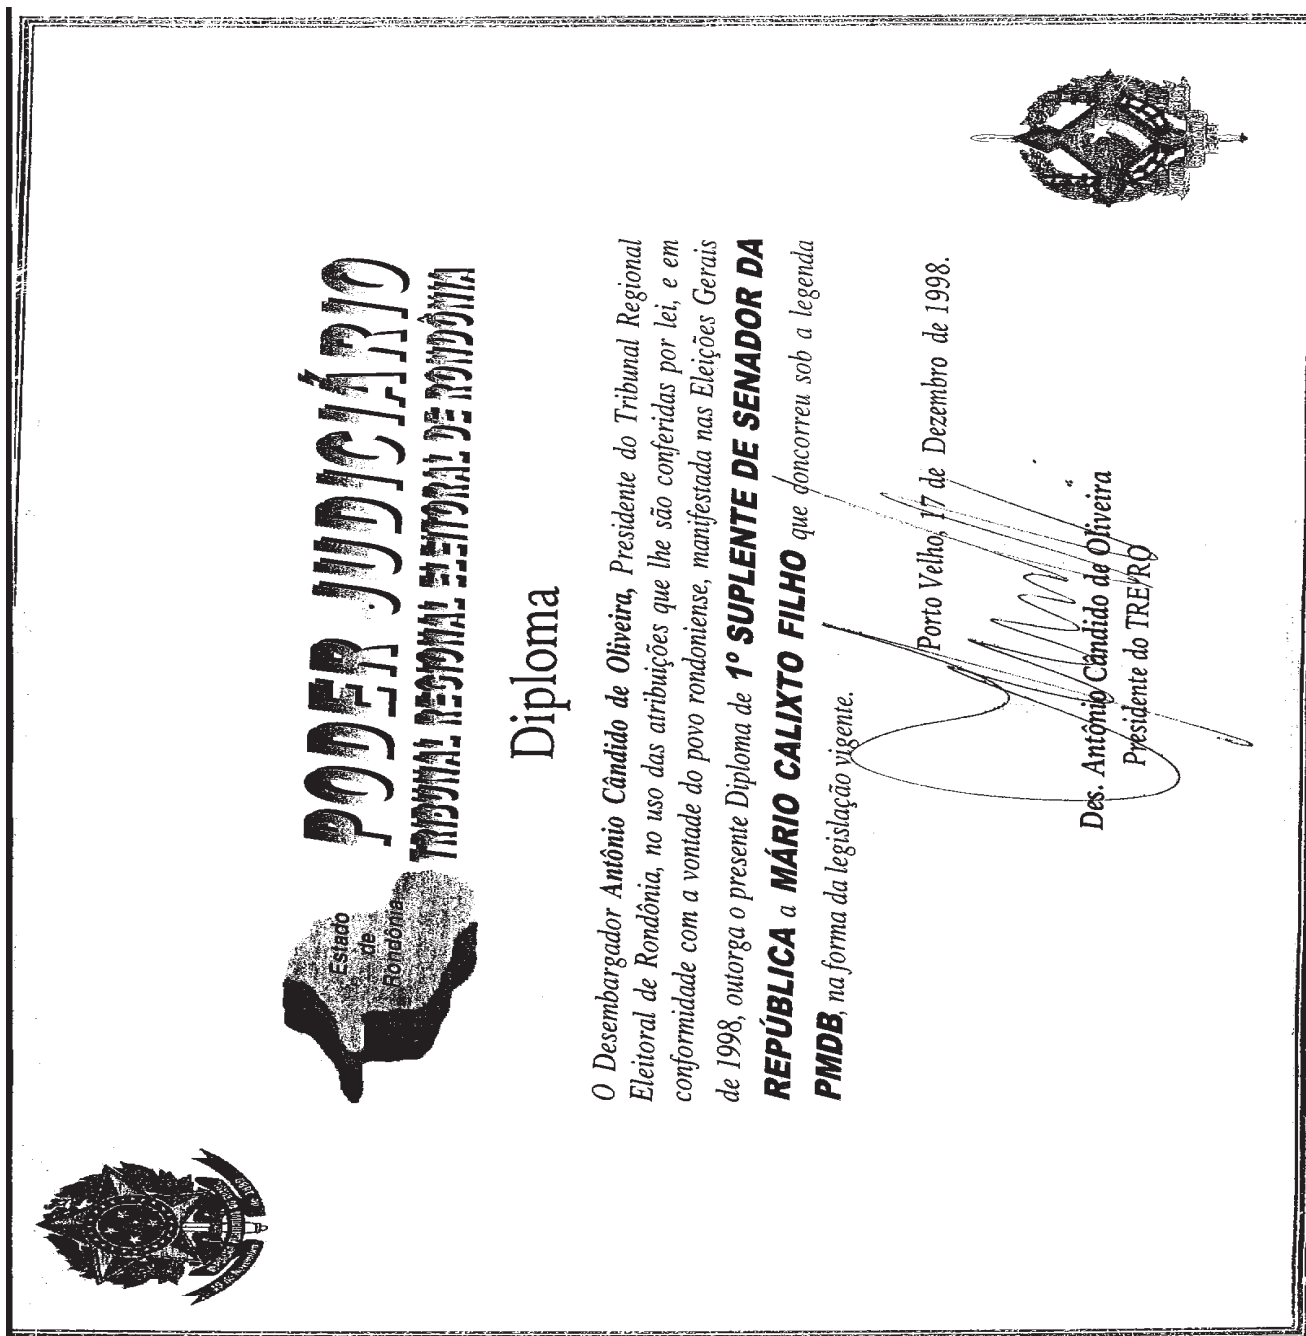 PODER JUDICIÁRIO
TRIBUNAL REGIONAL ELEITORAL DE RONDÔNIA
Estado
de
Rondônia
Diploma
O Desembargador Antônio Cândido de Oliveira, Presidente do Tribunal Regional
Eleitoral de Rondônia, no uso das atribuições que lhe são conferidas por lei, e em
conformidade com a vontade do povo rondoniense, manifestada nas Eleições Gerais
de 1998, outorga o presente Diploma de 1º SUPLENTE DE SENADOR DA
REPÚBLICA a MÁRIO CALIXTO FILHO que concorreu sob a legenda
PMDB, na forma da legislação vigente.
Porto Velho, 17 de Dezembro de 1998.
Des. Antônio Cândido de Oliveira
Presidente do TRE/RO